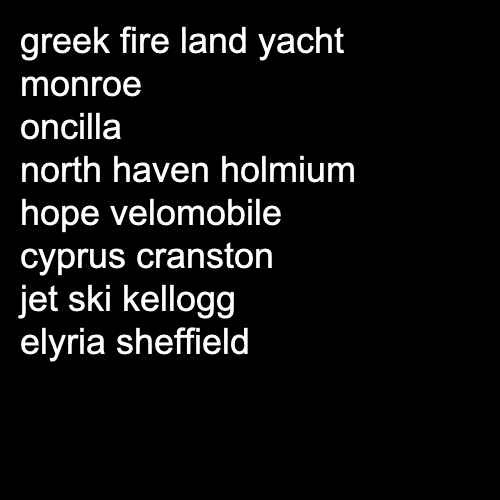 greek fire land yacht
monroe
oncilla
north haven holmium
hope velomobile
cyprus cranston
jet ski kellogg
elyria sheffield